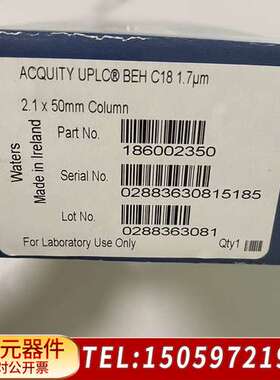 ACQUITY UPLC® BEH C18 1.7µm
2.1 x 50mm Column
Part No.
186002350
Waters
Made in Ireland
Serial No.
02883630815185
Lot No.
0288363081
For Laboratory Use Only
Qty1
元器件
对公开票
TEL:150597219